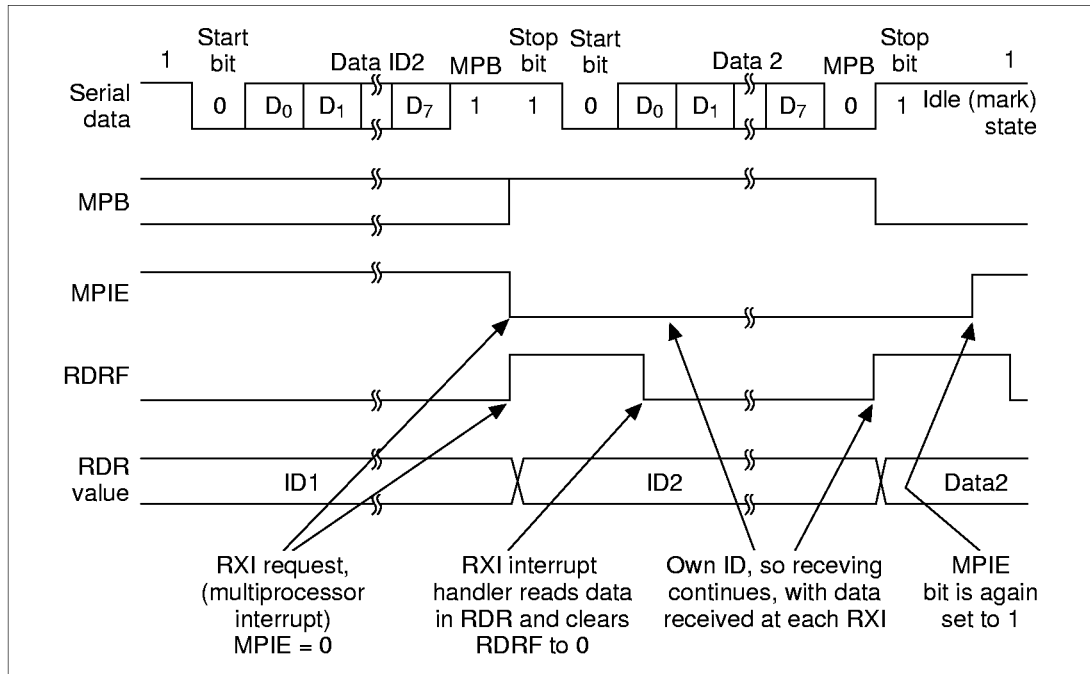 Start bit
Stop bit
Start bit
Stop bit
1
Data ID2
MPB
Data 2
MPB
1
Serial data
0 D0 D1 D7 1 1 0 D0 D1 D7 0 1 Idle (mark) state
MPB
MPIE
RDRF
RDR value
ID1
ID2
Data2
RXI request,
(multiprocessor
interrupt)
MPIE = 0
RXI interrupt
handler reads data
in RDR and clears
RDRF to 0
Own ID, so receving
continues, with data
received at each RXI
MPIE
bit is again
set to 1